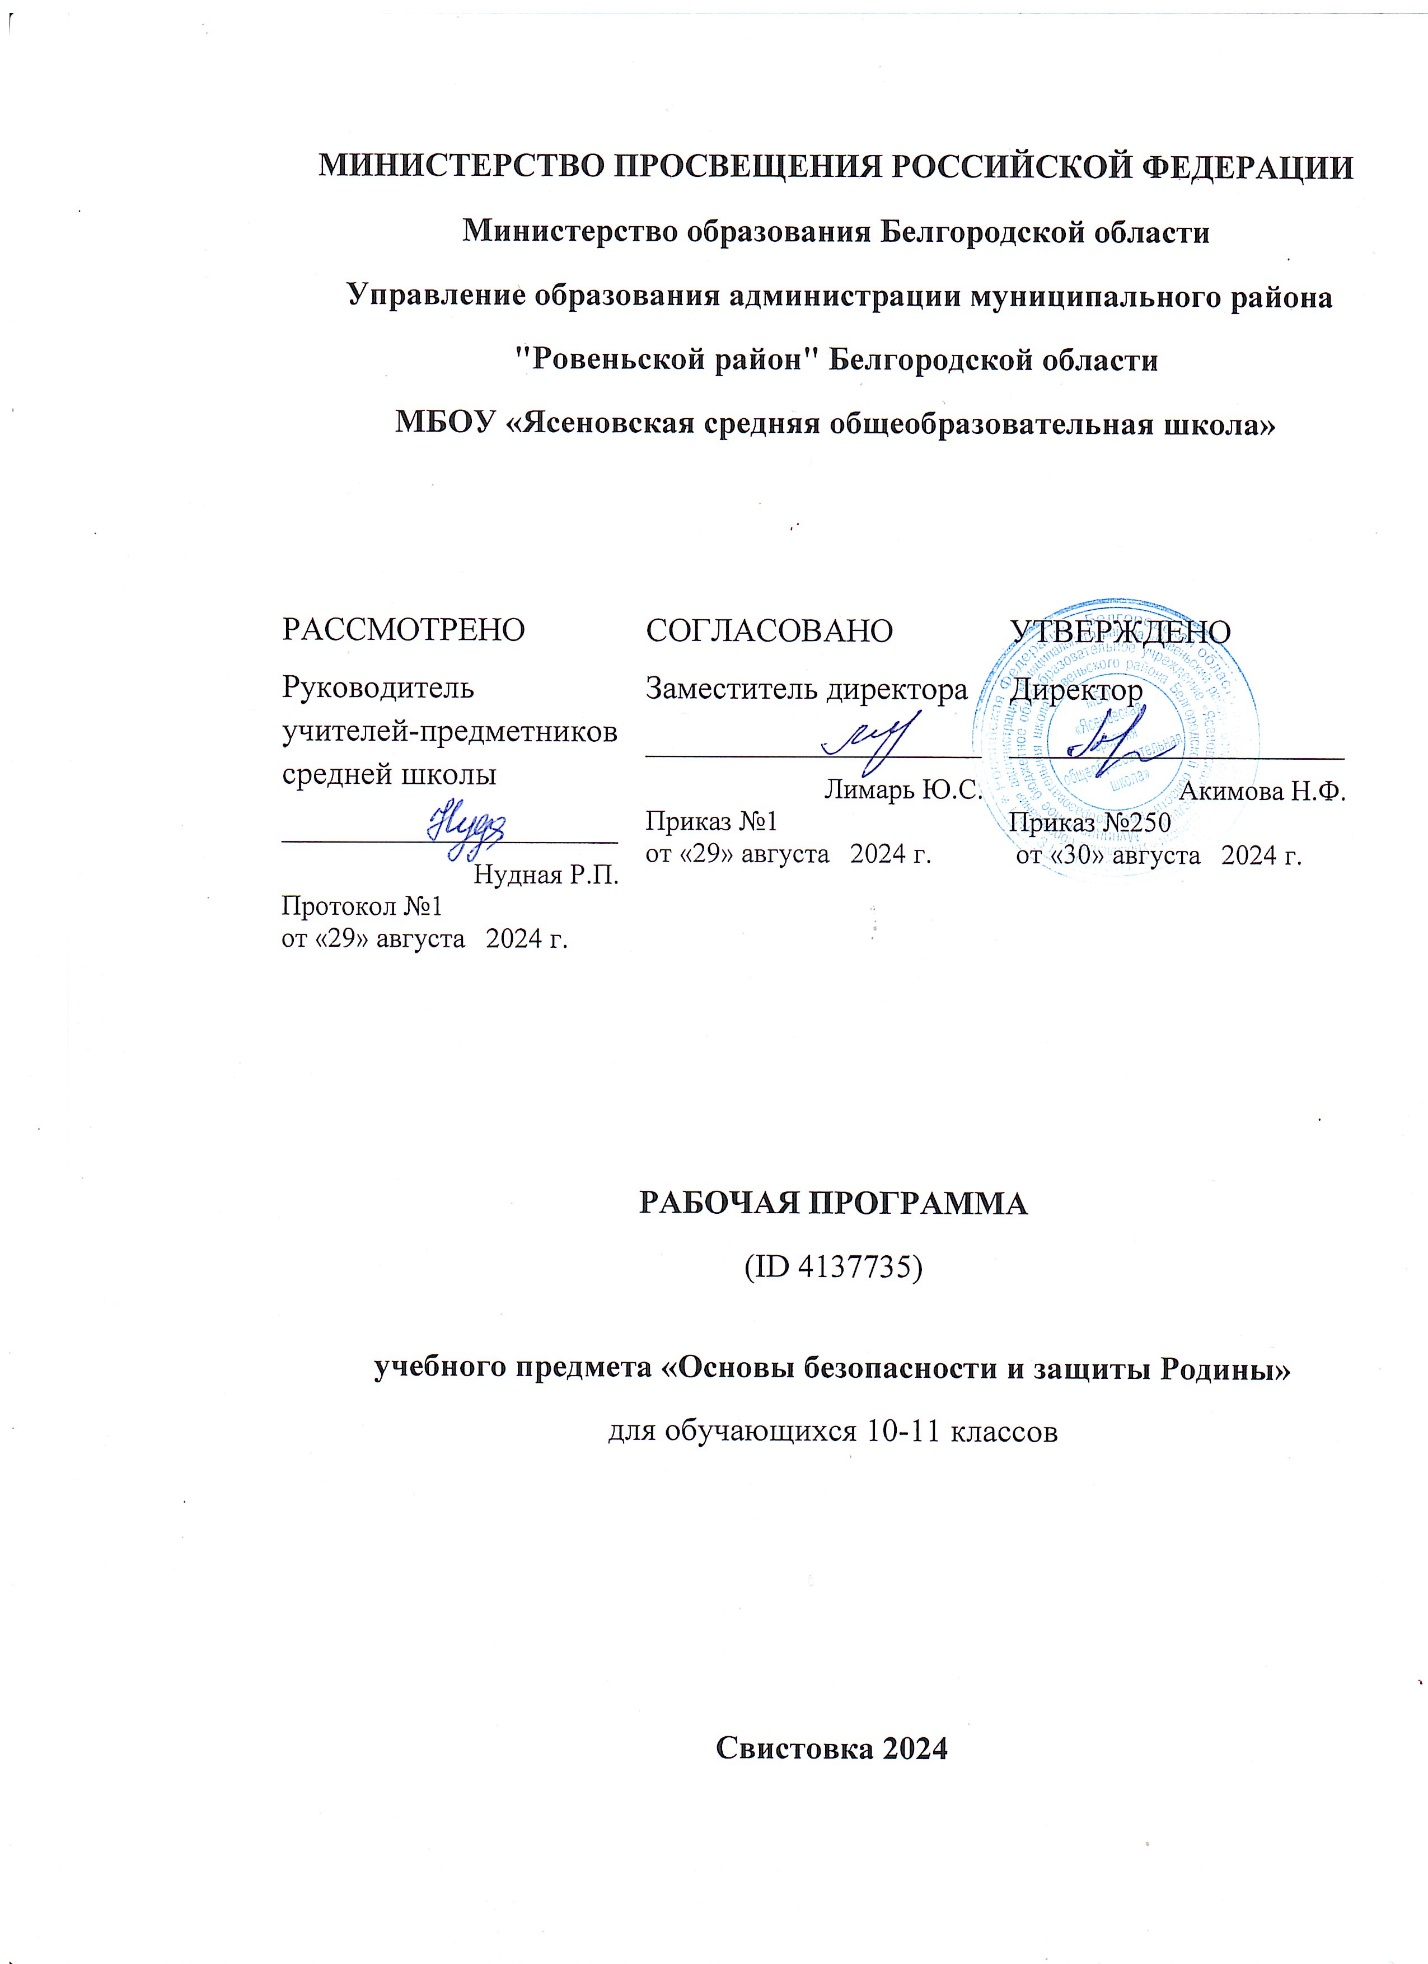 МИНИСТЕРСТВО ПРОСВЕЩЕНИЯ РОССИЙСКОЙ ФЕДЕРАЦИИ
Министерство образования Белгородской области
Управление образования администрации муниципального района
"Ровеньской район" Белгородской области
МБОУ «Ясеновская средняя общеобразовательная школа»
РАССМОТРЕНО
Руководитель
учителей-предметников
средней школы
Нудная Р.П.
Протокол №1
от «29» августа 2024 г.
СОГЛАСОВАНО
Заместитель директора
Лимарь Ю.С.
Приказ №1
от «29» августа 2024 г.
УТВЕРЖДЕНО
Директор
Акимова Н.Ф.
Приказ №250
от «30» августа 2024 г.
общеобразовательная
школа»
РАБОЧАЯ ПРОГРАММА
(ID 4137735)
учебного предмета «Основы безопасности и защиты Родины»
для обучающихся 10-11 классов
Свистовка 2024